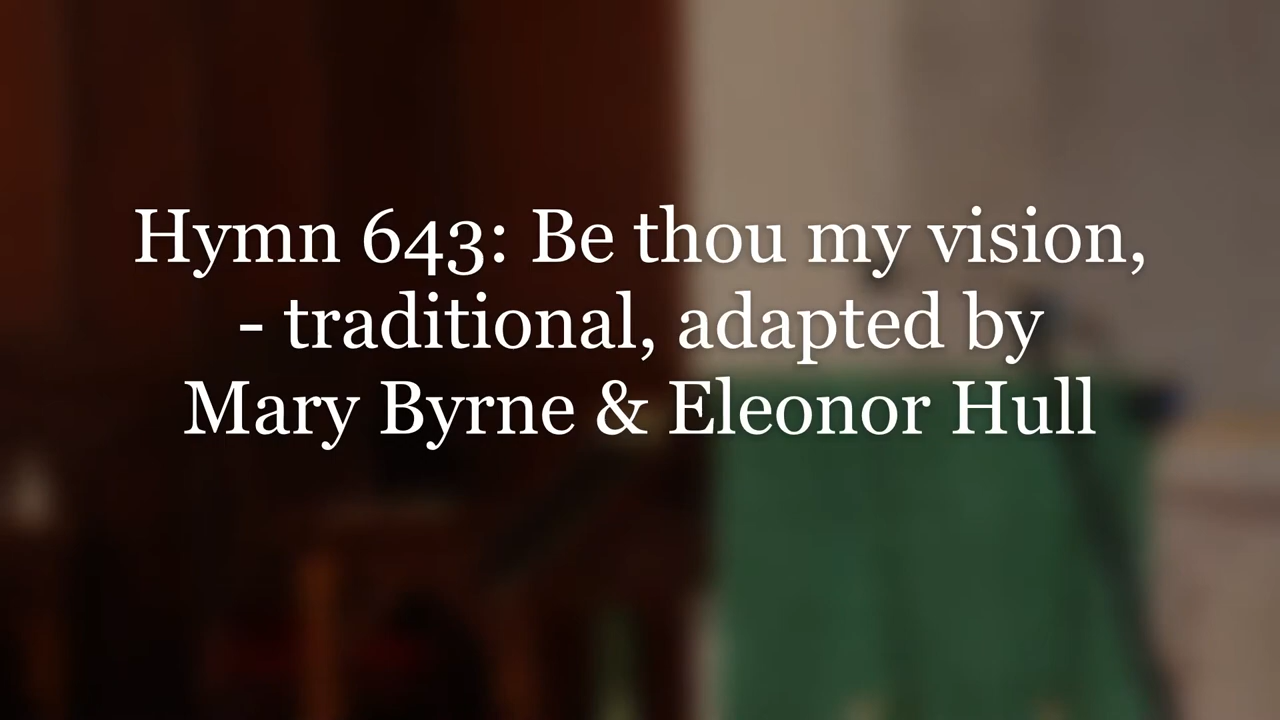 Hymn 643: Be thou my vision,
- traditional, adapted by
Mary Byrne & Eleonor Hull